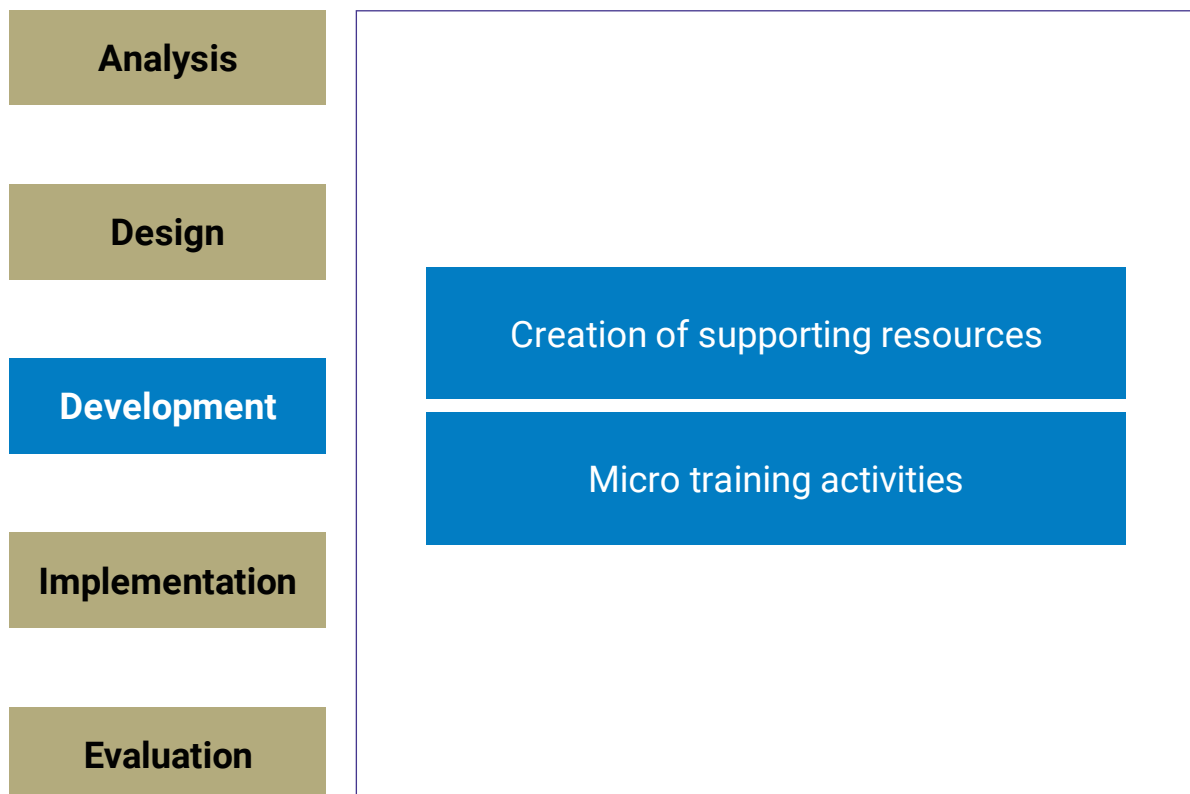 Analysis
Design
Development
Implementation
Evaluation
Creation of supporting resources
Micro training activities